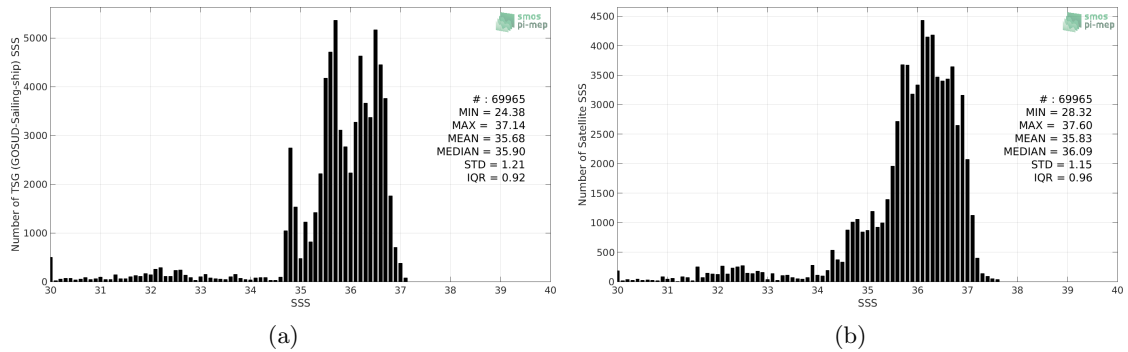 smos
pi-mep
Number of TSG (GOSUD-Sailing-ship) SSS
5000
4000
3000
2000
1000
0
# : 69965
MIN = 24.38
MAX = 37.14
MEAN = 35.68
MEDIAN = 35.90
STD = 1.21
IQR = 0.92
30 31 32 33 34 35 36 37 38 39 40
SSS
(a)
smos
pi-mep
Number of Satellite SSS
4500
4000
3500
3000
2500
2000
1500
1000
500
0
# : 69965
MIN = 28.32
MAX = 37.60
MEAN = 35.83
MEDIAN = 36.09
STD = 1.15
IQR = 0.96
30 31 32 33 34 35 36 37 38 39 40
SSS
(b)